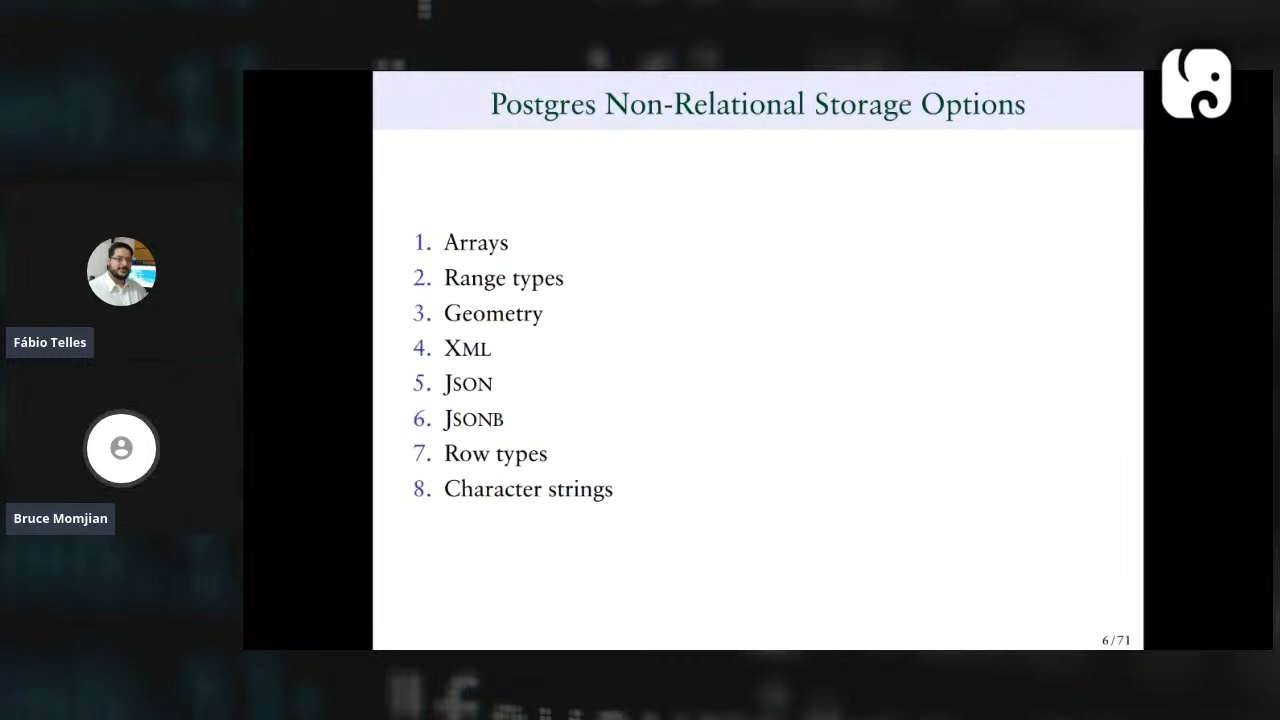 Postgres Non-Relational Storage Options
1. Arrays
2. Range types
3. Geometry
4. XML
5. JSON
6. JSONB
7. Row types
8. Character strings
6/71
Fábio Telles
Bruce Momjian